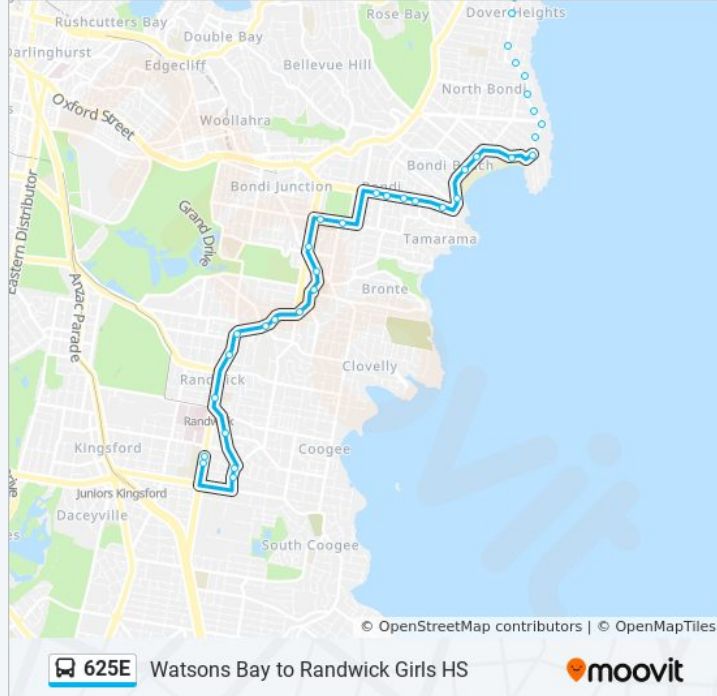 Rushcutters Bay
Rose Bay
Dover Heights
Double Bay
Darlinghurst
Edgecliff
Bellevue Hill
North Bondi
Oxford Street
Woollahra
Bondi Beach
Bondi Junction
Bondi
Eastern Distributor
Grand Drive
Tamarama
Anzac Parade
Bronte
Clovelly
Randwick
Randwick
Kingsford
Coogee
Juniors Kingsford
Daceyville
South Coogee
© OpenStreetMap contributors | © OpenMapTiles
625E Watsons Bay to Randwick Girls HS
moovit